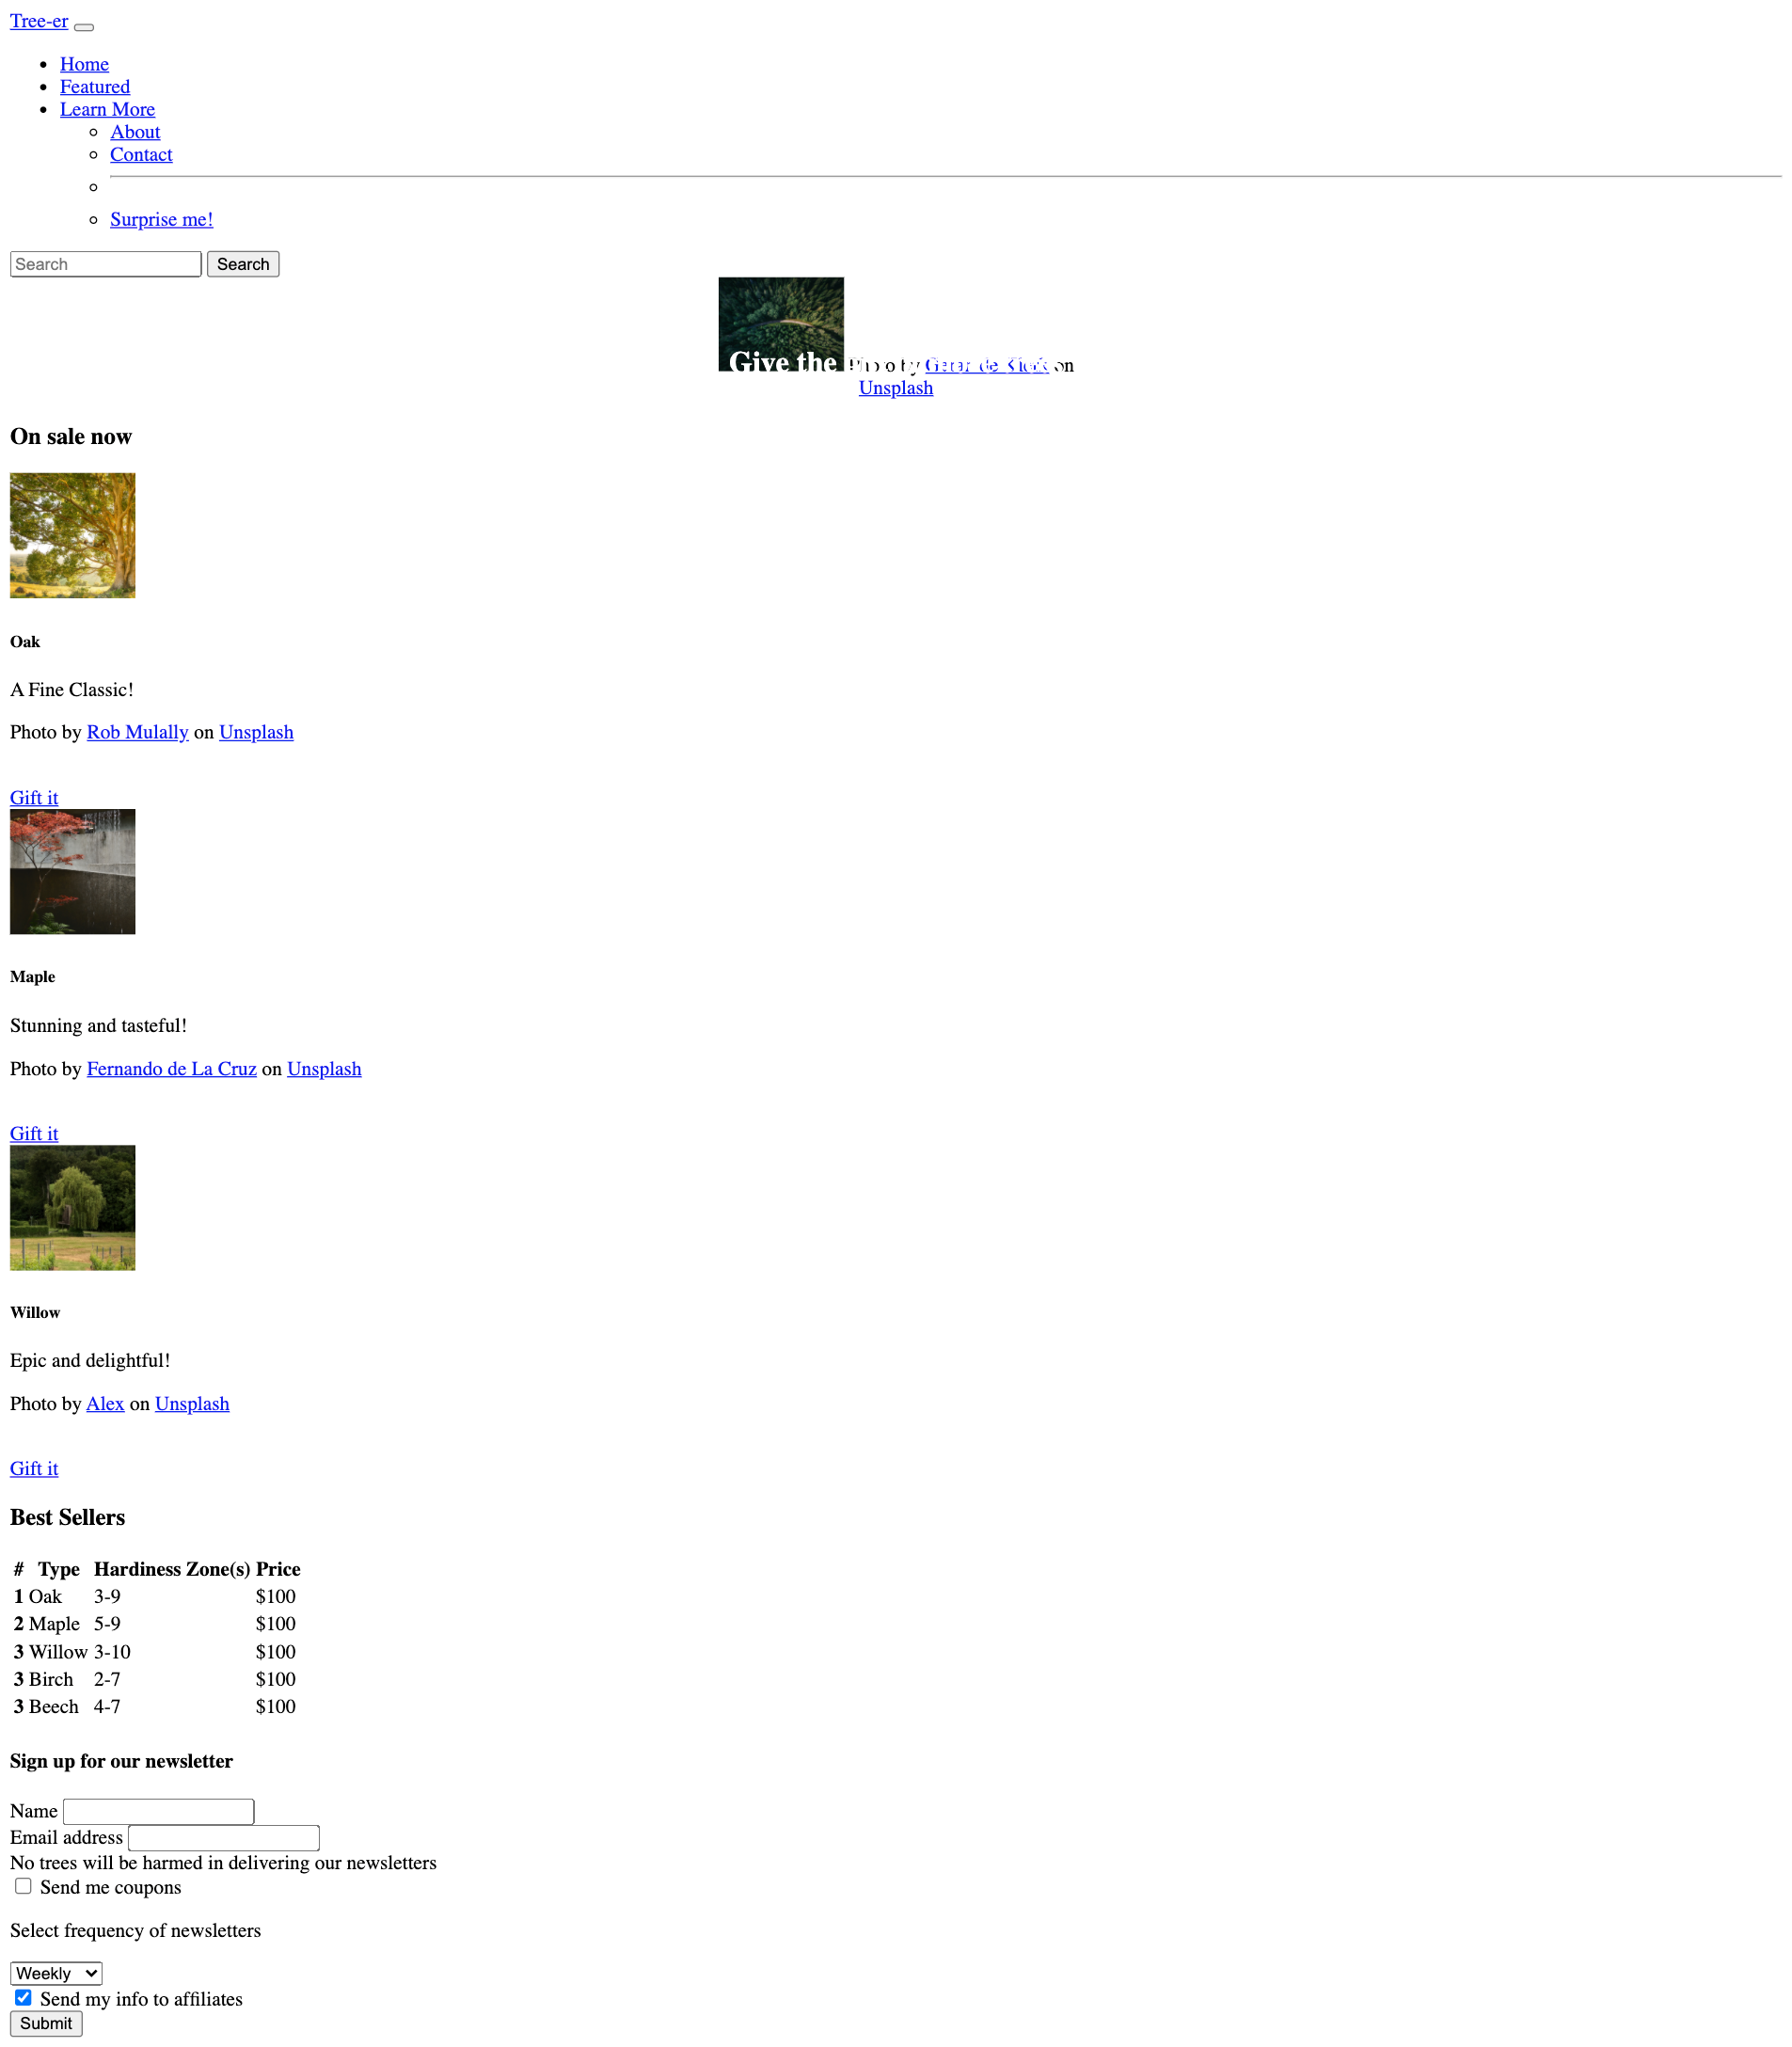 Tree-er
Home
Featured
Learn More
About
Contact
Surprise me!
Search Search
Give the
by on
Unsplash
On sale now
Oak
A Fine Classic!
Photo by Rob Mulally on Unsplash
Gift it
Maple
Stunning and tasteful!
Photo by Fernando de La Cruz on Unsplash
Gift it
Willow
Epic and delightful!
Photo by Alex on Unsplash
Gift it
Best Sellers
# Type Hardiness Zone(s) Price
1 Oak 3-9 $100
2 Maple 5-9 $100
3 Willow 3-10 $100
3 Birch 2-7 $100
3 Beech 4-7 $100
Sign up for our newsletter
Name
Email address
No trees will be harmed in delivering our newsletters
Send me coupons
Select frequency of newsletters
Weekly
Send my info to affiliates
Submit